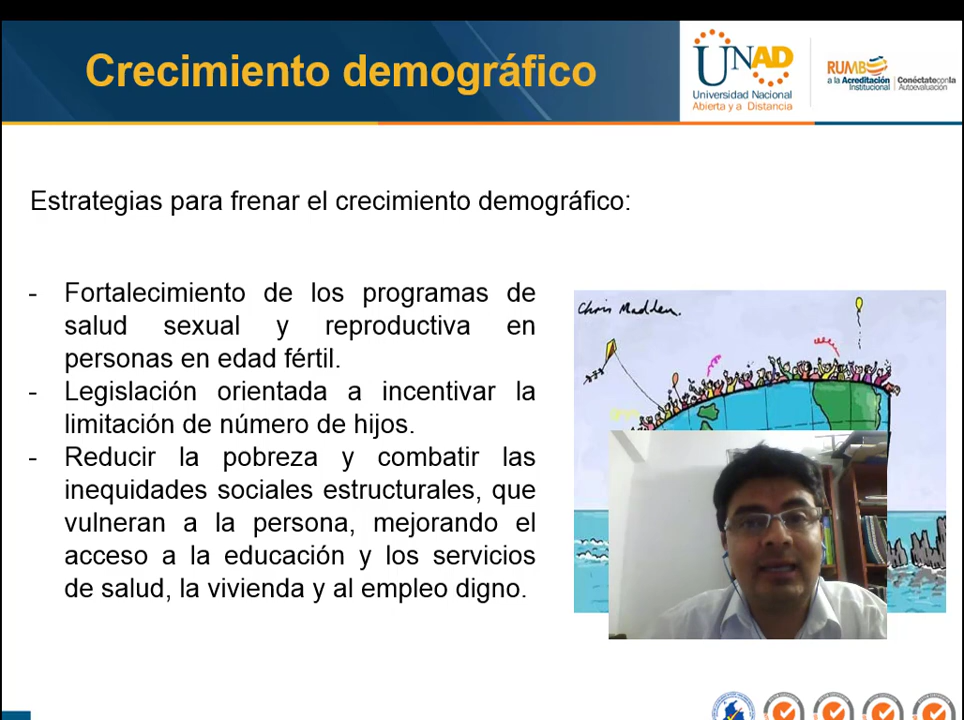 Crecimiento demográfico
UNAD
Universidad Nacional
Abierta y a Distancia
RUMBO
a la Acreditación
Institucional
Conéctateconla
Autoevaluación
Estrategias para frenar el crecimiento demográfico:
- Fortalecimiento de los programas de
salud sexual y reproductiva en
personas en edad fértil.
- Legislación orientada a incentivar la
limitación de número de hijos.
- Reducir la pobreza y combatir las
inequidades sociales estructurales, que
vulneran a la persona, mejorando el
acceso a la educación y los servicios
de salud, la vivienda y al empleo digno.
Chris Madden.